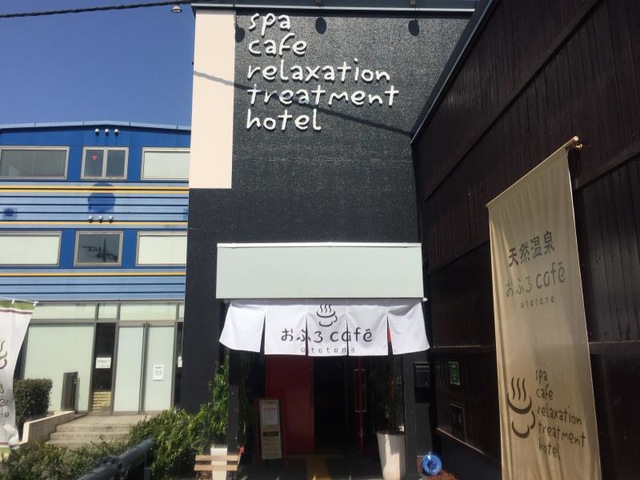 spa
cafe
relaxation
treatment
hotel
おふろcafé
utatane
天然温泉
おふろcafé
utatane
spa
cafe
relaxation
treatment
hotel